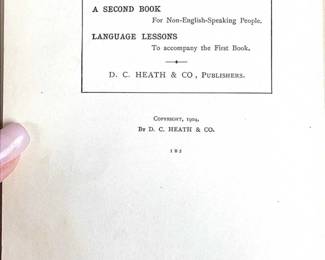 A SECOND BOOK
For Non-English-Speaking People.
LANGUAGE LESSONS
To accompany the First Book.
D. C. HEATH & CO, PUBLISHERS.
COPYRIGHT, 1904,
BY D. C. HEATH & CO.
1 B 2